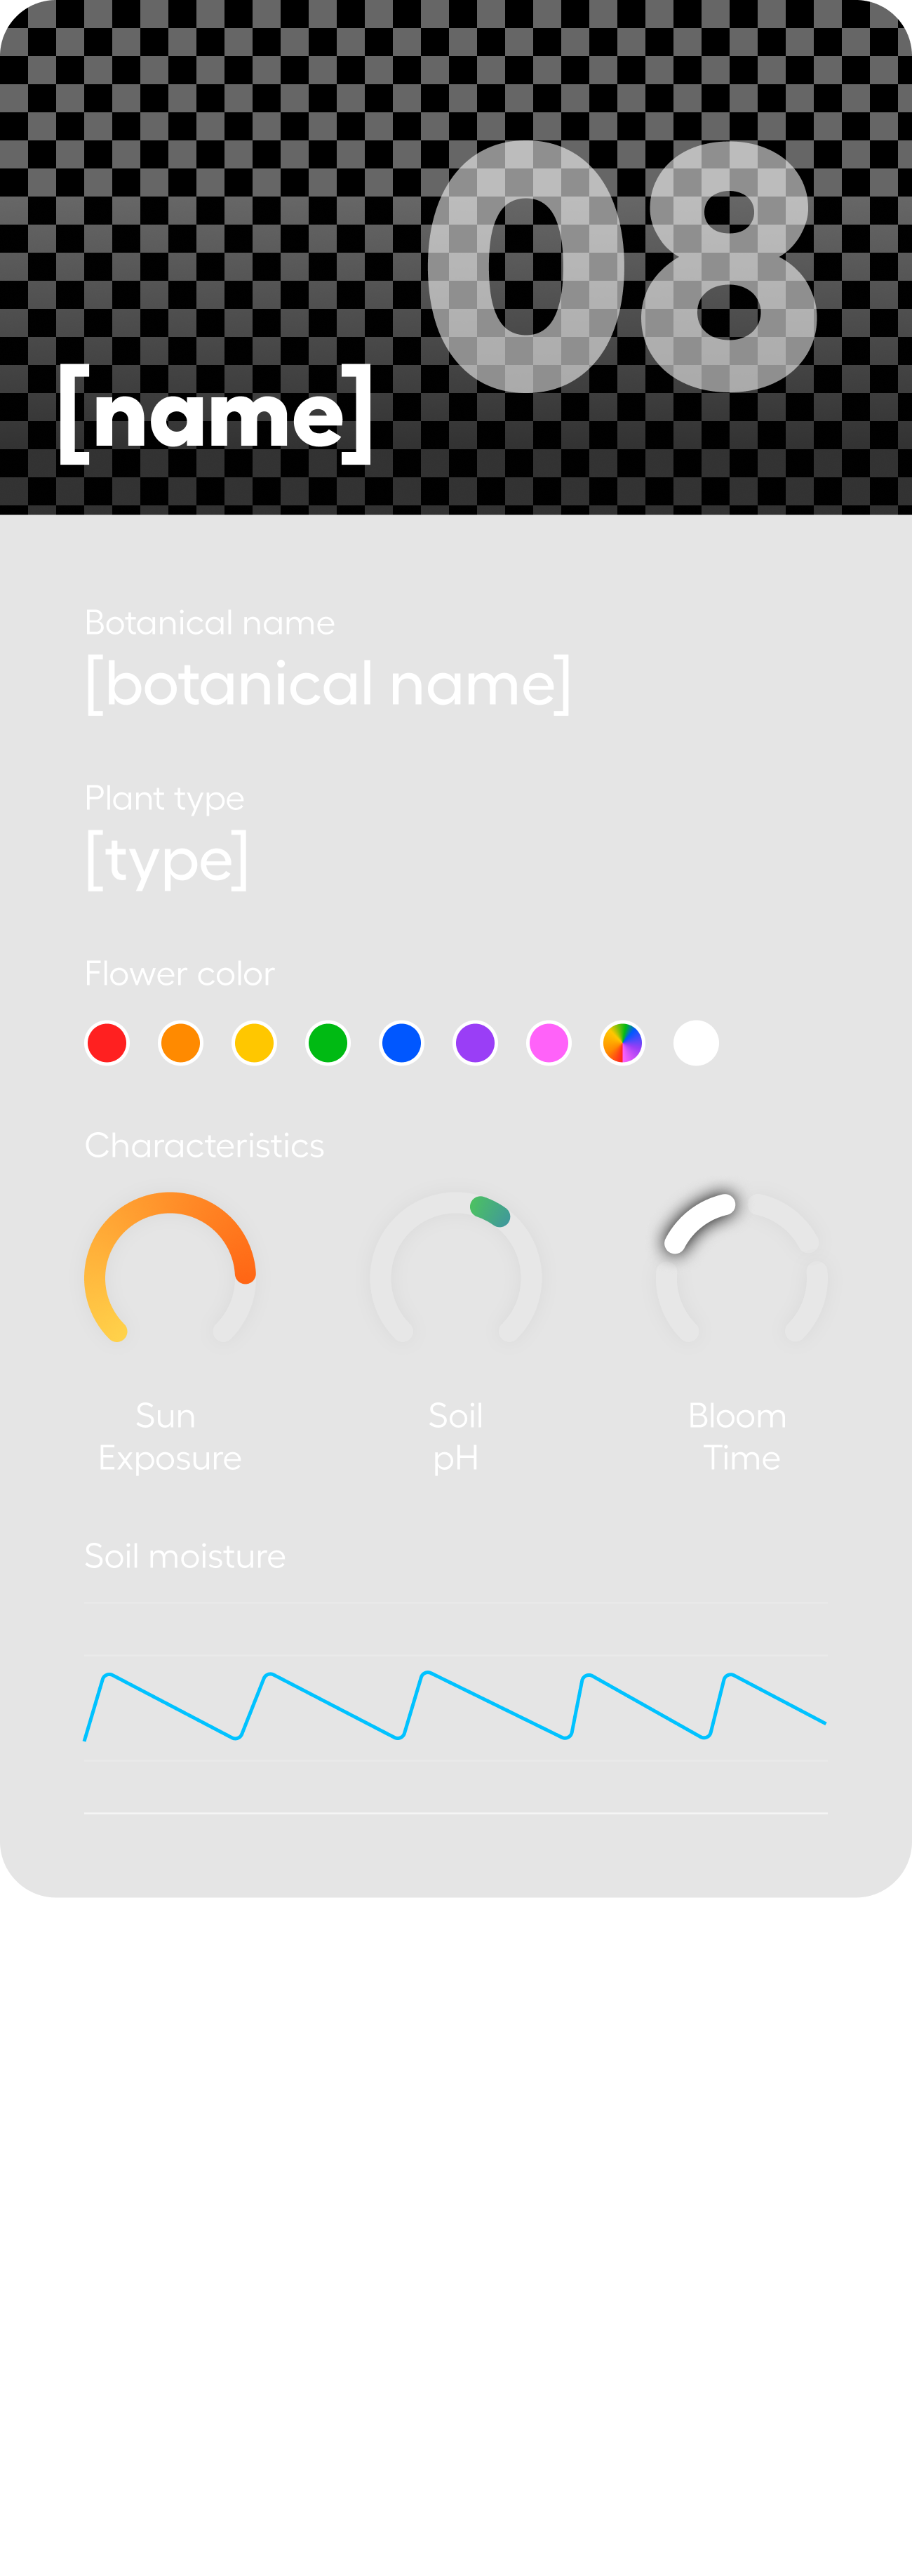 08
[name]
Botanical name
[botanical name]
Plant type
[type]
Flower color
Characteristics
Sun
Exposure
Soil
pH
Bloom
Time
Soil moisture